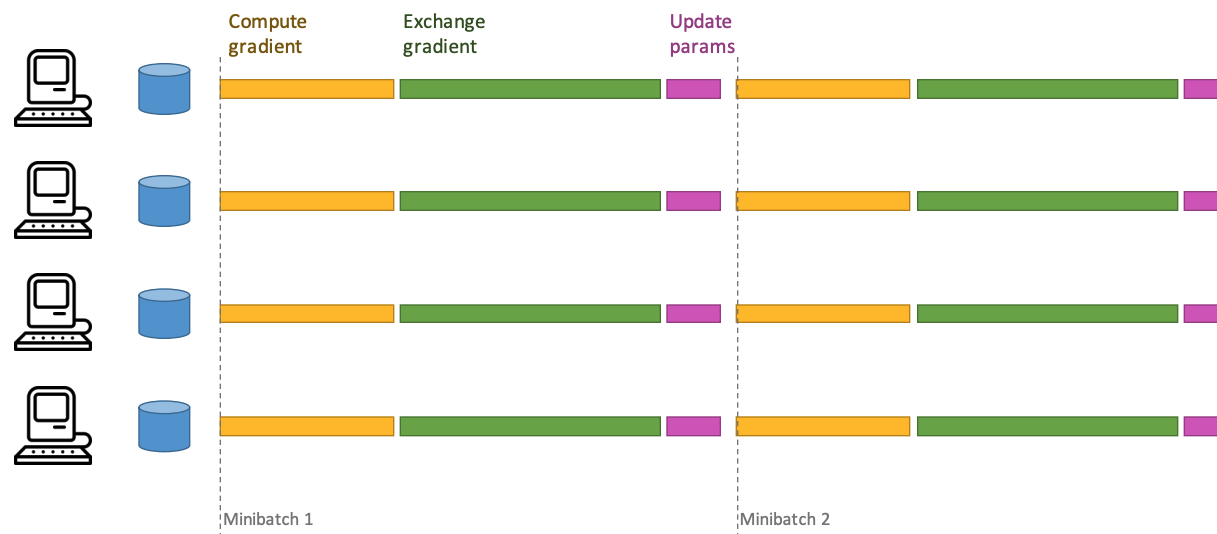 Compute
gradient
Exchange
gradient
Update
params
Minibatch 1
Minibatch 2